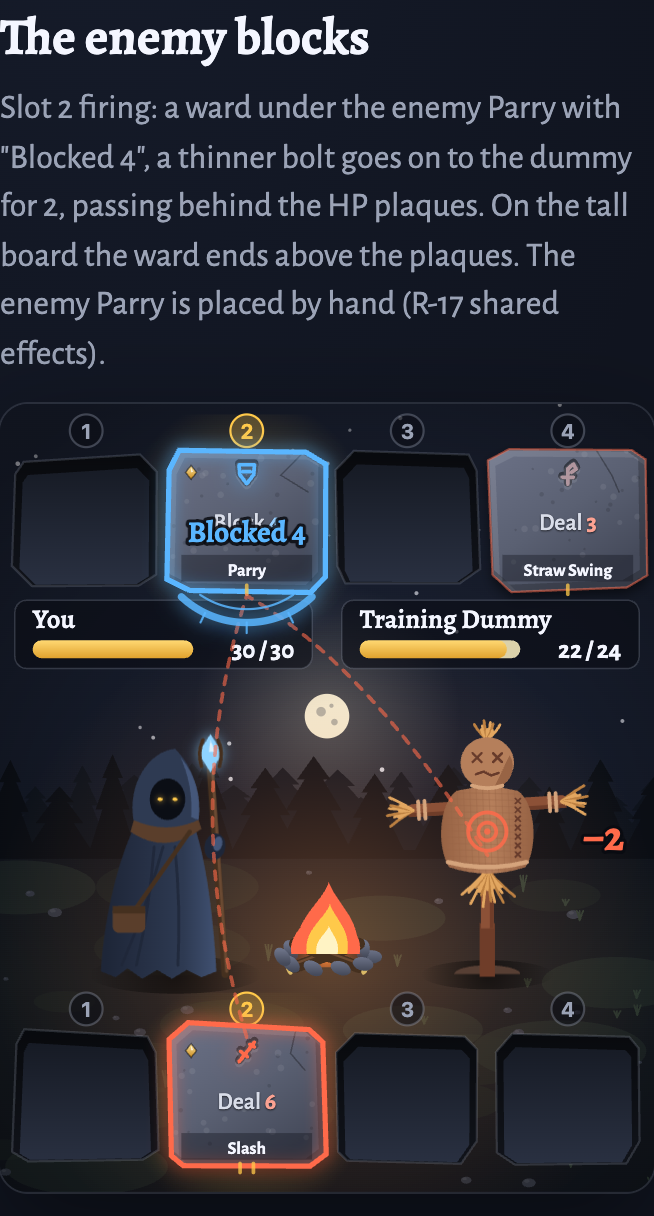 The enemy blocks
Slot 2 firing: a ward under the enemy Parry with
"Blocked 4", a thinner bolt goes on to the dummy
for 2, passing behind the HP plaques. On the tall
board the ward ends above the plaques. The
enemy Parry is placed by hand (R-17 shared
effects).
1 2 3 4
Block 4
Blocked 4
Deal 3
Parry
Straw Swing
You
Training Dummy
30/30
22/24
−2
1 2 3 4
Deal 6
Slash